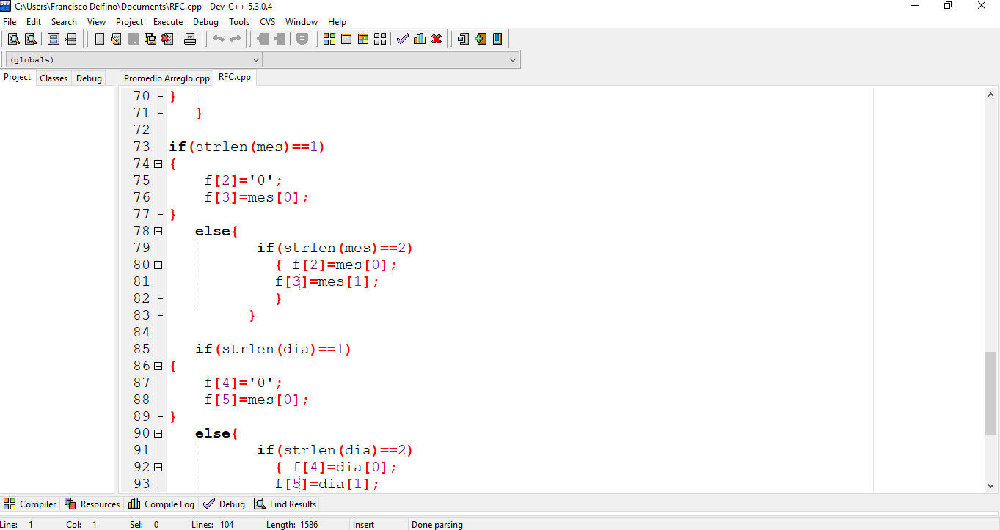 C:\Users\Francisco Delfino\Documents\RFC.cpp - Dev-C++ 5.3.0.4
File Edit Search View Project Execute Debug Tools CVS Window Help
(globals)
Project Classes Debug Promedio Arreglo.cpp RFC.cpp
70 }
71 }
72
73 if(strlen(mes)==1)
74 {
75 f[2]='0';
76 f[3]=mes[0];
77 }
78 else{
79 if(strlen(mes)==2)
80 { f[2]=mes[0];
81 f[3]=mes[1];
82 }
83 }
84
85 if(strlen(dia)==1)
86 {
87 f[4]='0';
88 f[5]=mes[0];
89 }
90 else{
91 if(strlen(dia)==2)
92 { f[4]=dia[0];
93 f[5]=dia[1];
Compiler Resources Compile Log Debug Find Results
Line: 1 Col: 1 Sel: 0 Lines: 104 Length: 1586 Insert Done parsing